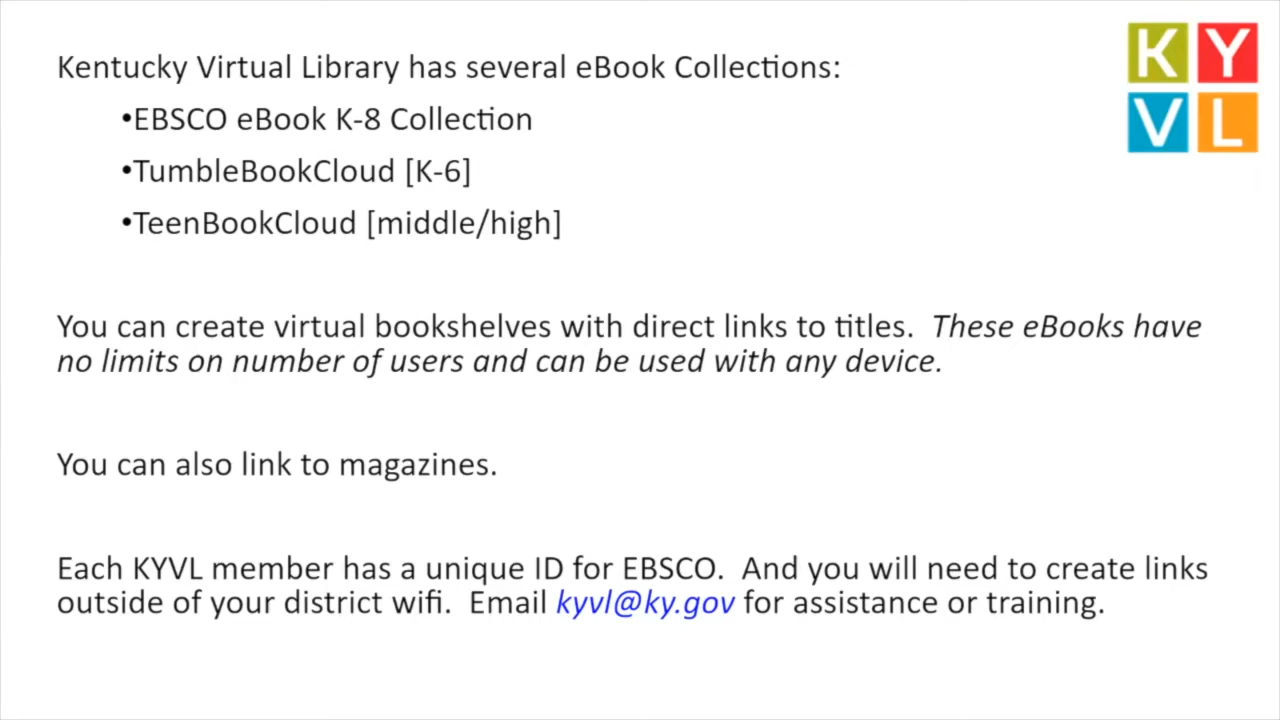 Kentucky Virtual Library has several eBook Collections:
•EBSCO eBook K-8 Collection
•TumbleBookCloud [K-6]
•TeenBookCloud [middle/high]
You can create virtual bookshelves with direct links to titles.  These eBooks have
no limits on number of users and can be used with any device.
You can also link to magazines.
Each KYVL member has a unique ID for EBSCO.  And you will need to create links
outside of your district wifi.  Email kyvl@ky.gov for assistance or training.
K Y
V L